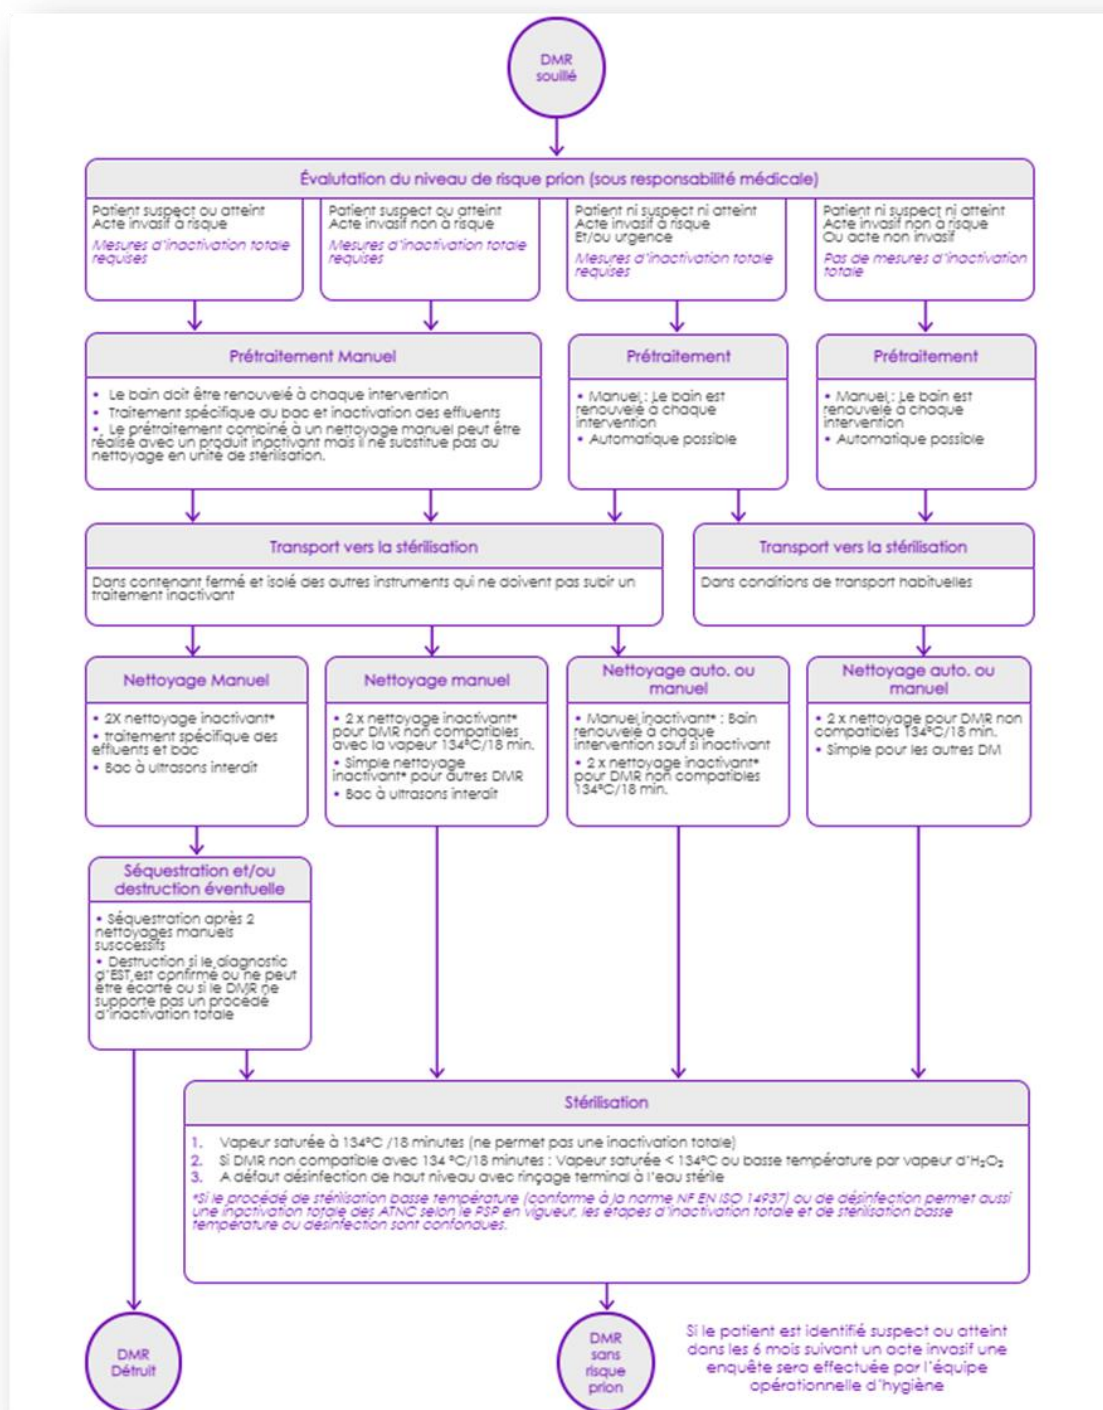 DMR
souillé
Évalutation du niveau de risque prion (sous responsabilité médicale)
Patient suspect ou atteint
Acte invasif à risque
Mesures d'inactivation totale
requises
Patient suspect ou atteint
Acte invasif non à risque
Mesures d'inactivation totale
requises
Patient ni suspect ni atteint
Acte invasif à risque
Et/ou urgence
Mesures d'inactivation totale
requises
Patient ni suspect ni atteint
Acte invasif non à risque
Ou acte non invasif
Pas de mesures d'inactivation
totale
Prétraitement Manuel
• Le bain doit être renouvelé à chaque intervention
• Traitement spécifique du bac et inactivation des effluents
• Le prétraitement combiné à un nettoyage manuel peut être
réalisé avec un produit inactivant mais il ne substitue pas au
nettoyage en unité de stérilisation.
Prétraitement
• Manuel : Le bain est
renouvelé à chaque
intervention
• Automatique possible
Prétraitement
• Manuel : Le bain est
renouvelé à chaque
intervention
• Automatique possible
Transport vers la stérilisation
Dans contenant fermé et isolé des autres instruments qui ne doivent pas subir un
traitement inactivant
Transport vers la stérilisation
Dans conditions de transport habituelles
Nettoyage Manuel
• 2X nettoyage inactivant*
• traitement spécifique des
effluents et bac
• Bac à ultrasons interdit
Nettoyage manuel
• 2 x nettoyage inactivant*
pour DMR non compatibles
avec la vapeur 134°C/18 min.
• Simple nettoyage
inactivant* pour autres DMR
• Bac à ultrasons interdit
Nettoyage auto. ou
manuel
• Manuel inactivant* : Bain
renouvelé à chaque
intervention sauf si inactivant
• 2 x nettoyage inactivant*
pour DMR non compatibles
134°C/18 min.
Nettoyage auto. ou
manuel
• 2 x nettoyage pour DMR non
compatibles 134°C/18 min.
• Simple pour les autres DM
Séquestration et/ou
destruction éventuelle
• Séquestration après 2
nettoyages manuels
successifs
• Destruction si le diagnostic
d'EST est confirmé ou ne peut
être écarté ou si le DMR ne
supporte pas un procédé
d'inactivation totale
Stérilisation
1. Vapeur saturée à 134°C /18 minutes (ne permet pas une inactivation totale)
2. Si DMR non compatible avec 134 °C/18 minutes : Vapeur saturée < 134°C ou basse température par vapeur d'H₂O₂
3. A défaut désinfection de haut niveau avec rinçage terminal à l'eau stérile
*Si le procédé de stérilisation basse température (conforme à la norme NF EN ISO 14937) ou de désinfection permet aussi
une inactivation totale des ATNC selon le PSP en vigueur, les étapes d'inactivation totale et de stérilisation basse
température ou désinfection sont confondues.
DMR
Détruit
DMR
sans
risque
prion
Si le patient est identifié suspect ou atteint
dans les 6 mois suivant un acte invasif une
enquête sera effectuée par l'équipe
opérationnelle d'hygiène